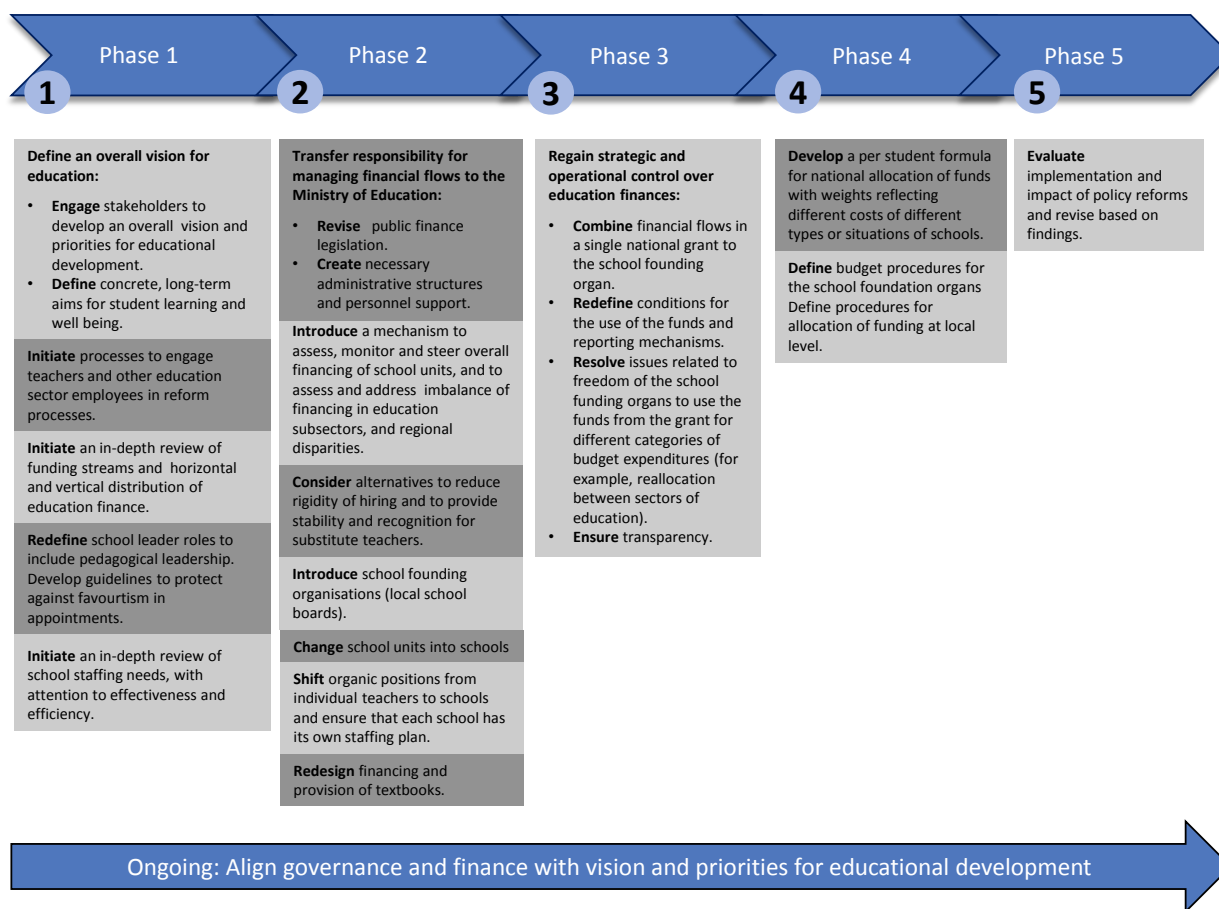 Phase 1
Phase 2
Phase 3
Phase 4
Phase 5
1
2
3
4
5
Define an overall vision for
education:
• Engage stakeholders to
develop an overall vision and
priorities for educational
development.
• Define concrete, long-term
aims for student learning and
well being.
Initiate processes to engage
teachers and other education
sector employees in reform
processes.
Initiate an in-depth review of
funding streams and horizontal
and vertical distribution of
education finance.
Redefine school leader roles to
include pedagogical leadership.
Develop guidelines to protect
against favourtism in
appointments.
Initiate an in-depth review of
school staffing needs, with
attention to effectiveness and
efficiency.
Transfer responsibility for
managing financial flows to the
Ministry of Education:
• Revise public finance
legislation.
• Create necessary
administrative structures
and personnel support.
Introduce a mechanism to
assess, monitor and steer overall
financing of school units, and to
assess and address imbalance of
financing in education
subsectors, and regional
disparities.
Consider alternatives to reduce
rigidity of hiring and to provide
stability and recognition for
substitute teachers.
Introduce school founding
organisations (local school
boards).
Change school units into schools
Shift organic positions from
individual teachers to schools
and ensure that each school has
its own staffing plan.
Redesign financing and
provision of textbooks.
Regain strategic and
operational control over
education finances:
• Combine financial flows in
a single national grant to
the school founding
organ.
• Redefine conditions for
the use of the funds and
reporting mechanisms.
• Resolve issues related to
freedom of the school
funding organs to use the
funds from the grant for
different categories of
budget expenditures (for
example, reallocation
between sectors of
education).
• Ensure transparency.
Develop a per student formula
for national allocation of funds
with weights reflecting
different costs of different
types or situations of schools.
Define budget procedures for
the school foundation organs
Define procedures for
allocation of funding at local
level.
Evaluate
implementation and
impact of policy reforms
and revise based on
findings.
Ongoing: Align governance and finance with vision and priorities for educational development